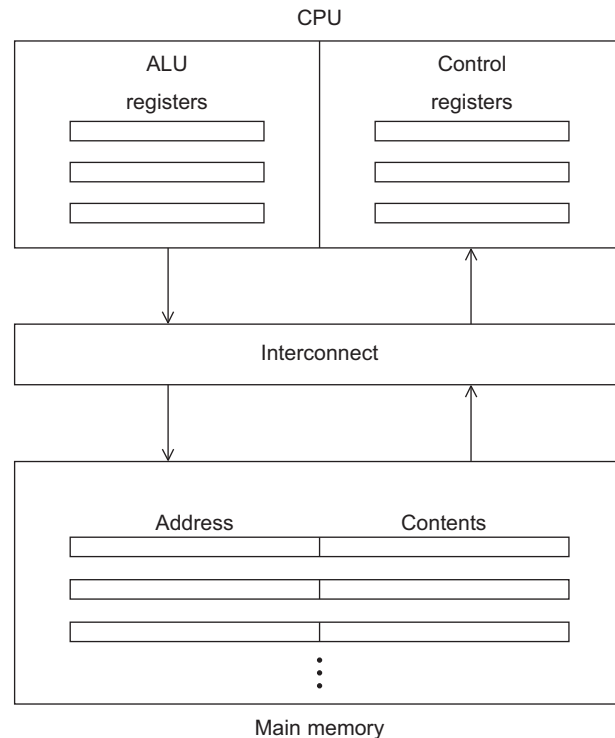 CPU
ALU Control
registers registers
Interconnect
Address Contents
Main memory